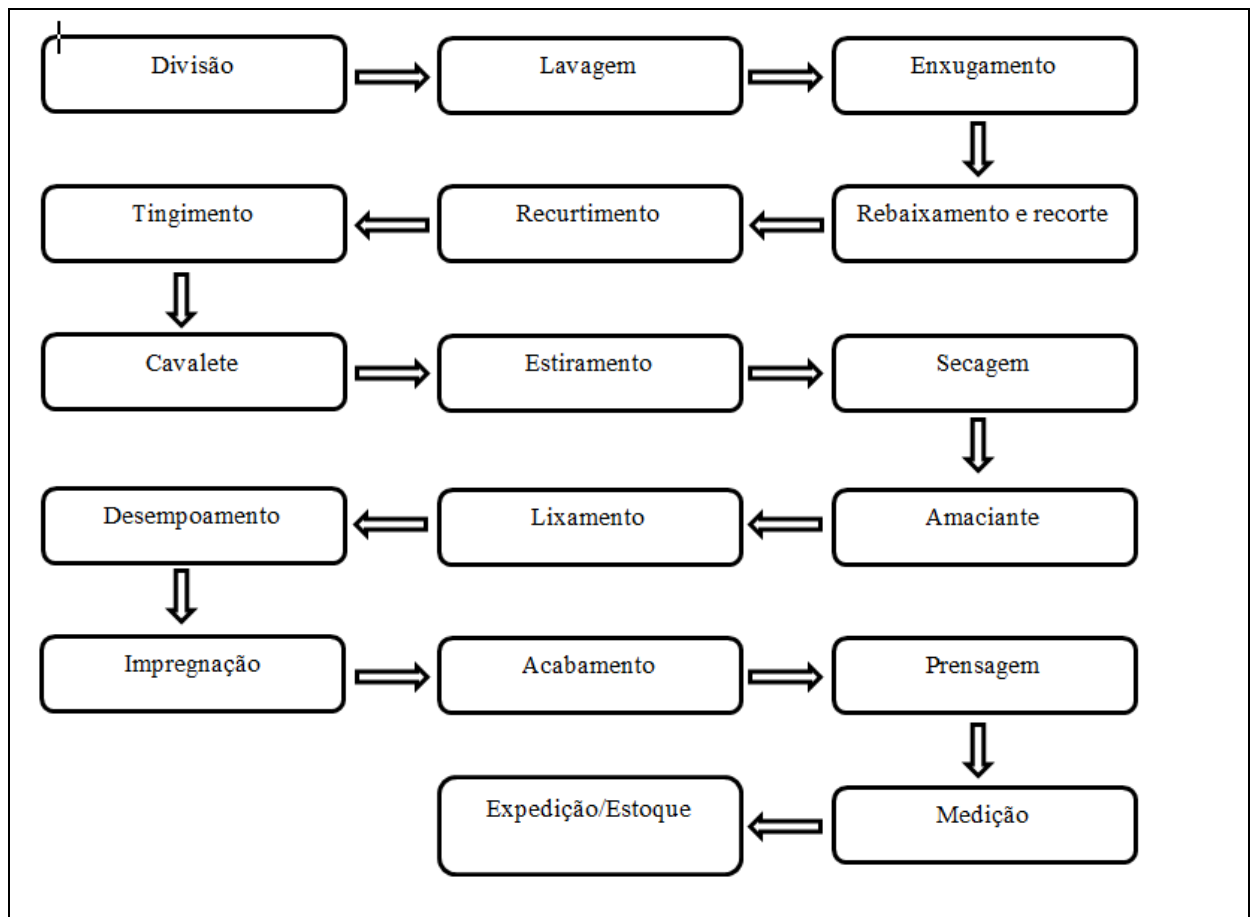 Divisão
Lavagem
Enxugamento
Rebaixamento e recorte
Recurtimento
Tingimento
Cavalete
Estiramento
Secagem
Amaciante
Lixamento
Desempoamento
Impregnação
Acabamento
Prensagem
Medição
Expedição/Estoque